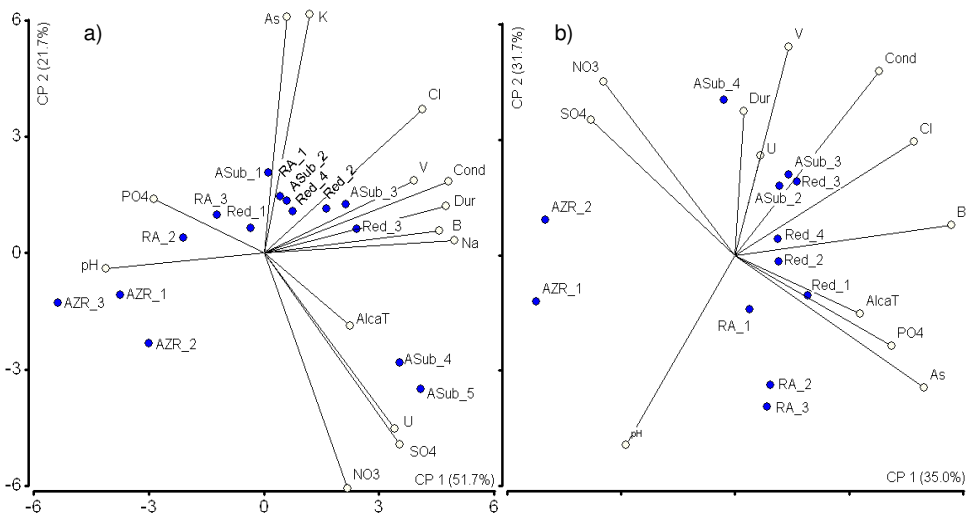 a)
CP 2 (21.7%)
6
3
0
-3
-6
As
K
Cl
RA_1
ASub_2
Red_4
Red_2
ASub_1
V
Cond
ASub_3
Dur
PO4
RA_3
Red_1
Red_3
B
RA_2
Na
pH
AZR_3
AZR_1
AZR_2
AlcaT
ASub_4
ASub_5
U
SO4
NO3
CP 1 (51.7%)
-6
-3
0
3
6
b)
CP 2 (31.7%)
V
NO3
Cond
ASub_4
Dur
SO4
Cl
U
ASub_3
Red_3
ASub_2
AZR_2
B
Red_4
Red_2
Red_1
AZR_1
AlcaT
RA_1
PO4
As
RA_2
RA_3
pH
CP 1 (35.0%)